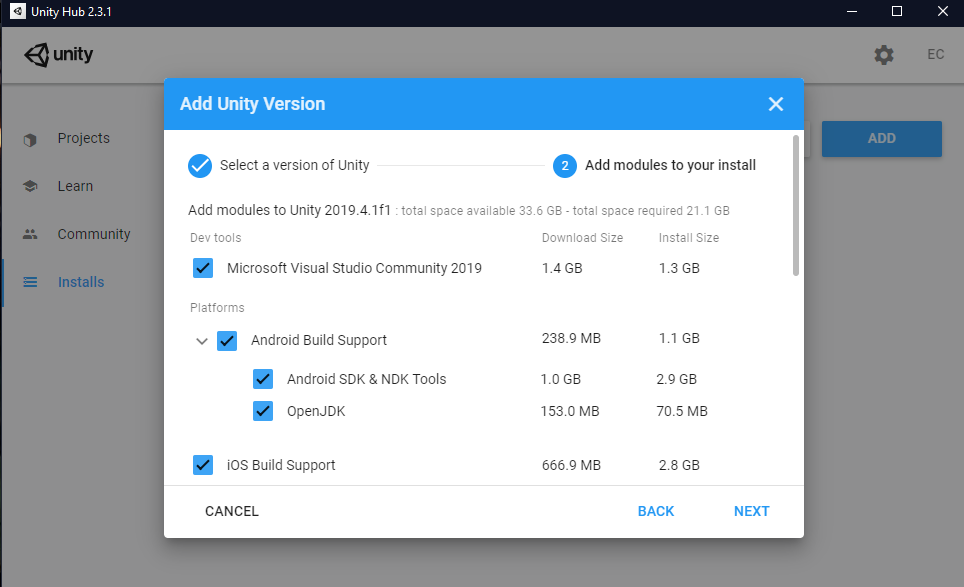 Unity Hub 2.3.1
unity
EC
Add Unity Version
Projects
ADD
Select a version of Unity
2 Add modules to your install
Learn
Add modules to Unity 2019.4.1f1 : total space available 33.6 GB - total space required 21.1 GB
Community
Dev tools Download Size Install Size
Microsoft Visual Studio Community 2019 1.4 GB 1.3 GB
Installs
Platforms
Android Build Support 238.9 MB 1.1 GB
Android SDK & NDK Tools 1.0 GB 2.9 GB
OpenJDK 153.0 MB 70.5 MB
iOS Build Support 666.9 MB 2.8 GB
CANCEL BACK NEXT